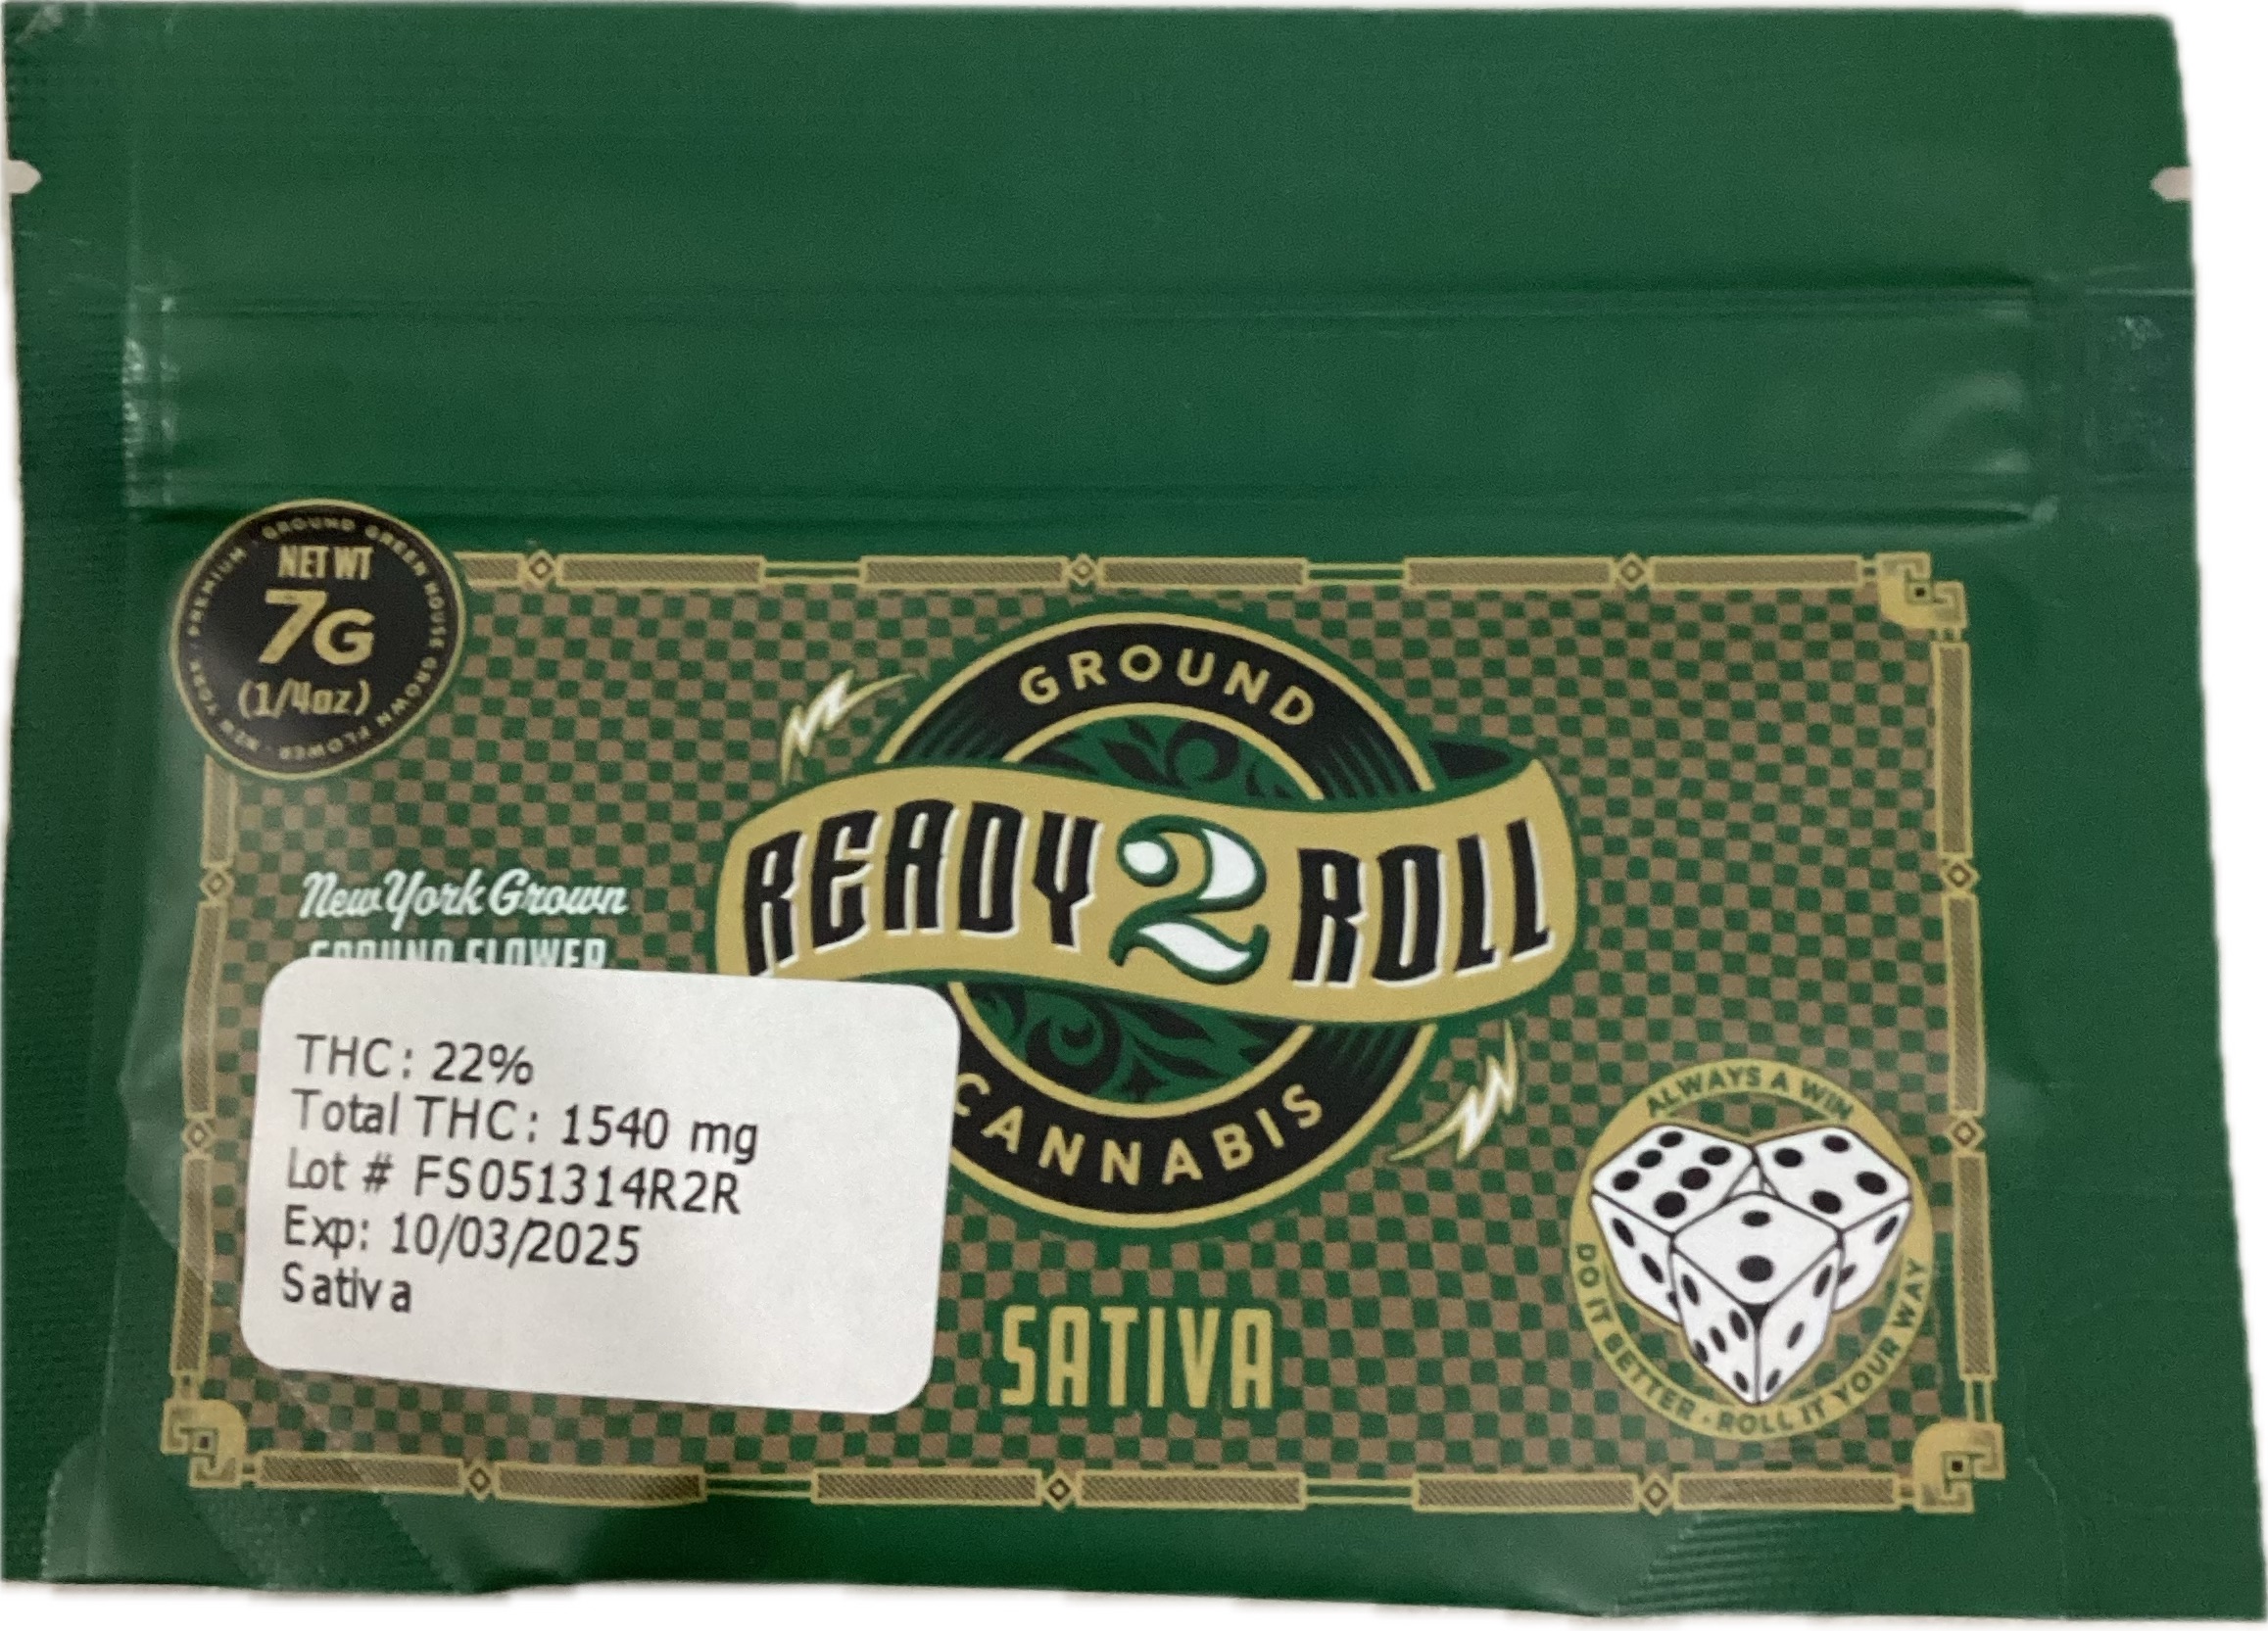 NET WT
7G
(1/4oz)
PREMIUM · GROUND GREEN HOUSE GROWN FLOWER · NEW YORK ·
GROUND
READY 2 ROLL
CANNABIS
New York Grown
GROUND FLOWER
THC: 22%
Total THC: 1540 mg
Lot # FS051314R2R
Exp: 10/03/2025
Sativa
SATIVA
ALWAYS A WIN
DO IT BETTER · ROLL IT YOUR WAY